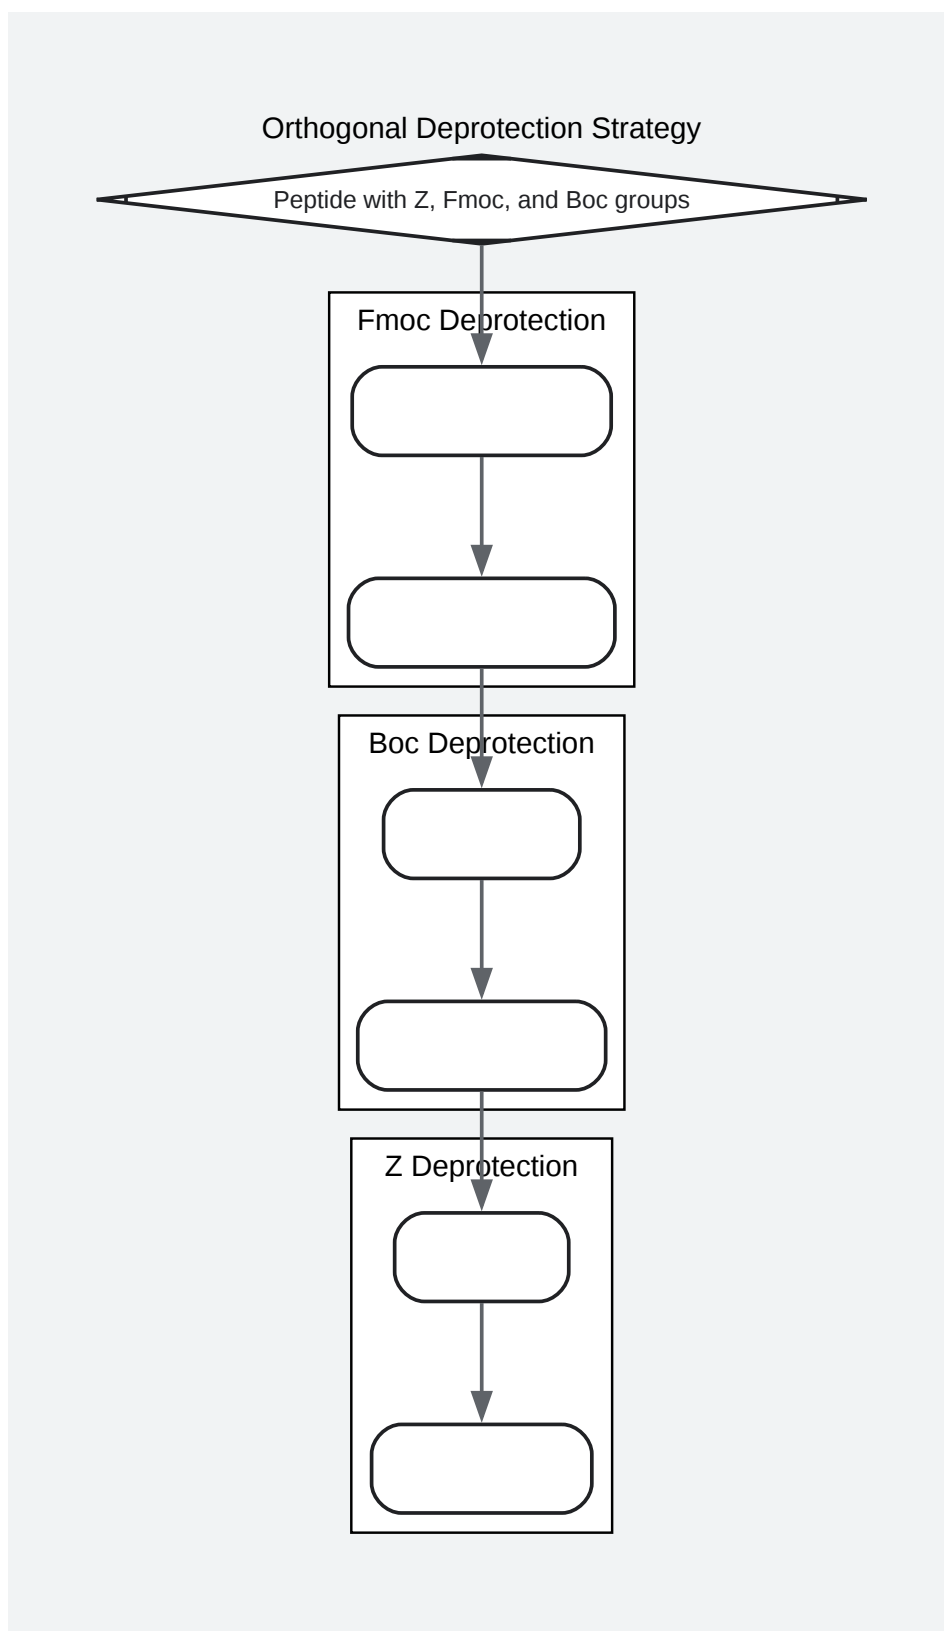 Orthogonal Deprotection Strategy
Peptide with Z, Fmoc, and Boc groups
Fmoc Deprotection
Boc Deprotection
Z Deprotection